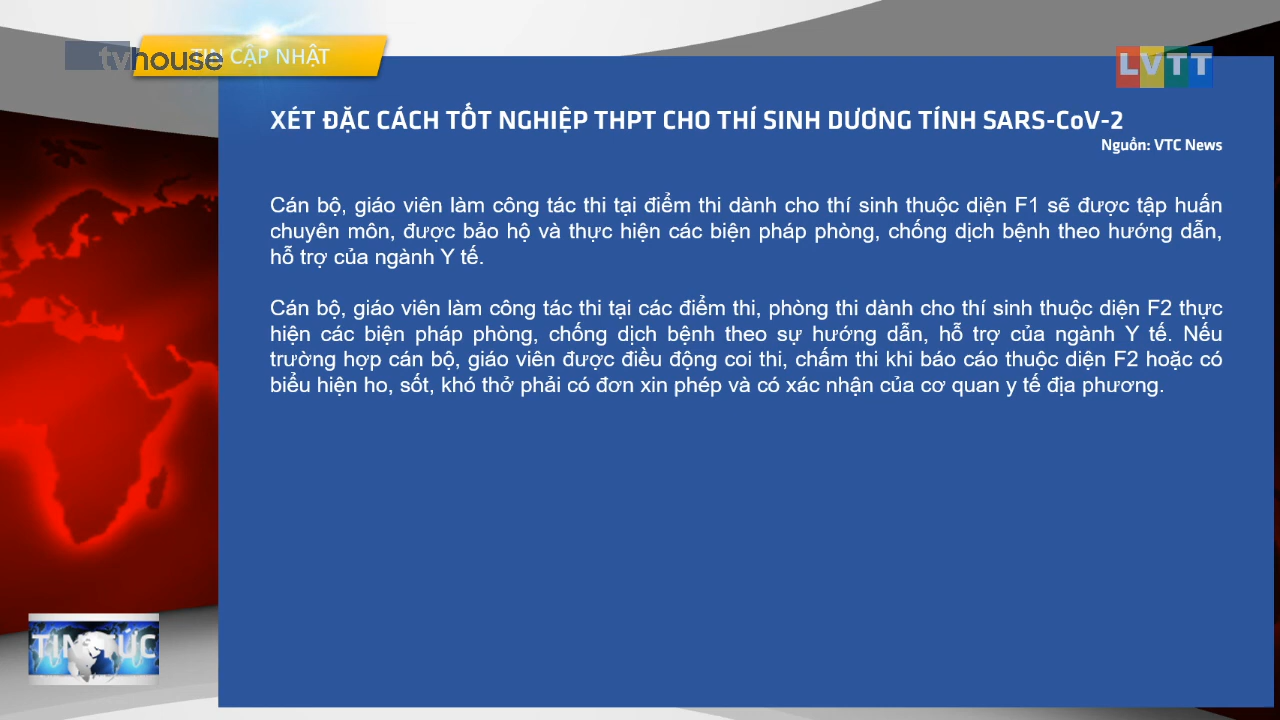 tvhouse
TIN CẬP NHẬT
LVTT
XÉT ĐẶC CÁCH TỐT NGHIỆP THPT CHO THÍ SINH DƯƠNG TÍNH SARS-CoV-2
Nguồn: VTC News
Cán bộ, giáo viên làm công tác thi tại điểm thi dành cho thí sinh thuộc diện F1 sẽ được tập huấn
chuyên môn, được bảo hộ và thực hiện các biện pháp phòng, chống dịch bệnh theo hướng dẫn,
hỗ trợ của ngành Y tế.
Cán bộ, giáo viên làm công tác thi tại các điểm thi, phòng thi dành cho thí sinh thuộc diện F2 thực
hiện các biện pháp phòng, chống dịch bệnh theo sự hướng dẫn, hỗ trợ của ngành Y tế. Nếu
trường hợp cán bộ, giáo viên được điều động coi thi, chấm thi khi báo cáo thuộc diện F2 hoặc có
biểu hiện ho, sốt, khó thở phải có đơn xin phép và có xác nhận của cơ quan y tế địa phương.
TIN TỨC